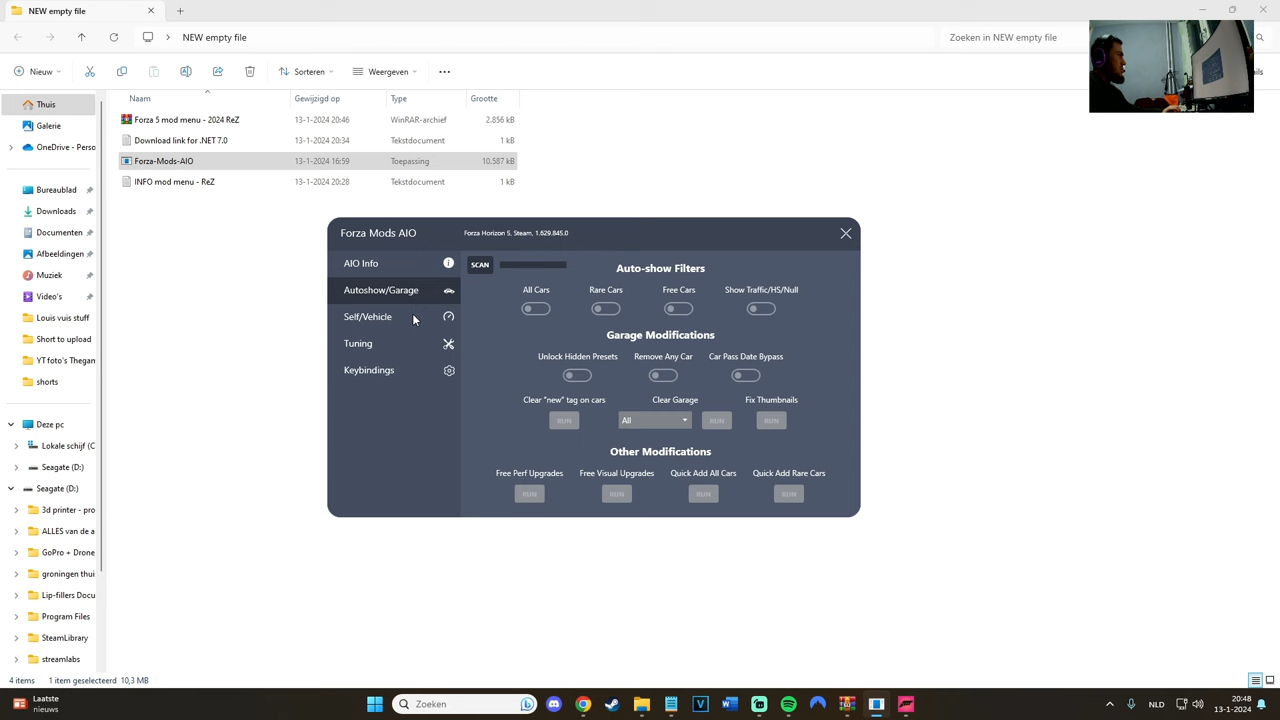 NEW empty file
NEW empty file
Zoeken in NEW empty file
Nieuw
Sorteren
Weergeven
Naam
Gewijzigd op
Type
Grootte
Forza 5 mod menu - 2024 ReZ
13-1-2024 20:46
WinRAR-archief
2.856 kB
Download link for .NET 7.0
13-1-2024 20:34
Tekstdocument
1 kB
Forza-Mods-AIO
13-1-2024 16:59
Toepassing
10.587 kB
INFO mod menu - ReZ
13-1-2024 20:28
Tekstdocument
1 kB
Thuis
Galerie
OneDrive - Perso
Bureaublad
Downloads
Documenten
Afbeeldingen
Muziek
Video's
Louis vuis stuff
Short to upload
YT foto's Thegan
shorts
Deze pc
Lokale schijf (C
Seagate (D:)
Seagate (D:)
3d printer - pro
ALLES van de a
GoPro + Drone
groningen thui
Lip-fillers Docu
Program Files
SteamLibrary
streamlabs
Forza Mods AIO
Forza Horizon 5, Steam, 1.629.845.0
AIO Info
Autoshow/Garage
Self/Vehicle
Tuning
Keybindings
SCAN
Auto-show Filters
All Cars
Rare Cars
Free Cars
Show Traffic/HS/Null
Garage Modifications
Unlock Hidden Presets
Remove Any Car
Car Pass Date Bypass
Clear "new" tag on cars
Clear Garage
Fix Thumbnails
RUN
All
RUN
RUN
Other Modifications
Free Perf Upgrades
Free Visual Upgrades
Quick Add All Cars
Quick Add Rare Cars
RUN
RUN
RUN
RUN
4 items
1 item geselecteerd 10,3 MB
Laatste
nieuws
Zoeken
NLD
20:48
13-1-2024